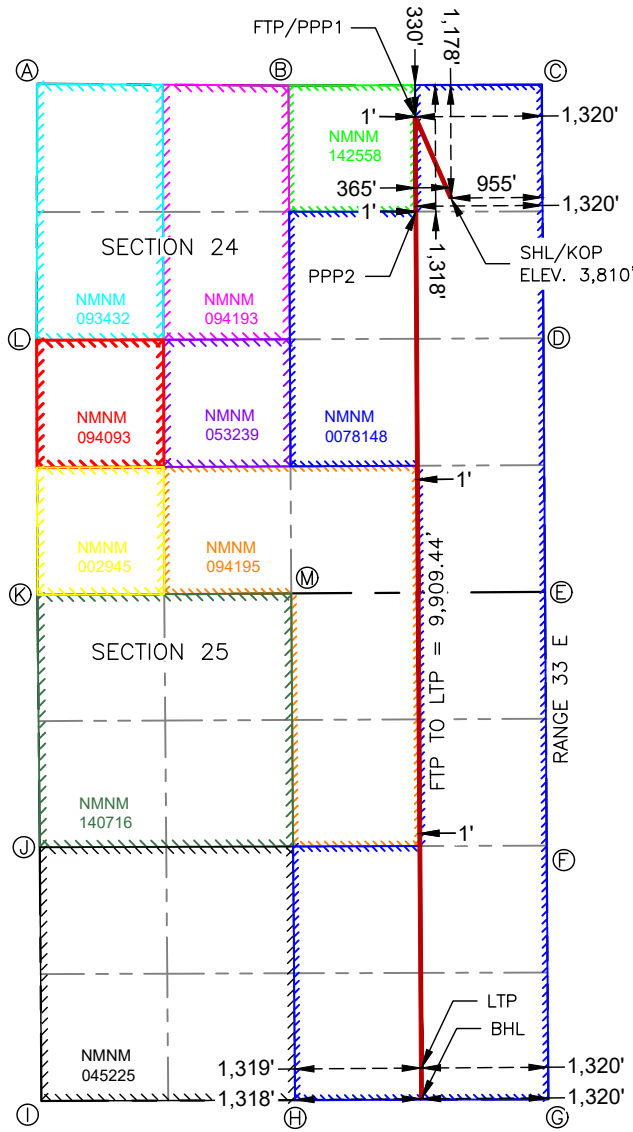 FTP/PPP1
330'
1,178'
A
B
C
1'
1,320'
NMNM
142558
365'
955'
1'
1,320'
SECTION 24
PPP2
1,318'
SHL/KOP
ELEV. 3,810'
NMNM
093432
NMNM
094193
L
D
NMNM
094093
NMNM
053239
NMNM
0078148
1'
NMNM
002945
NMNM
094195
M
K
E
SECTION 25
FTP TO LTP = 9,909.44'
RANGE 33 E
NMNM
140716
1'
J
F
LTP
BHL
NMNM
045225
1,319'
1,320'
1,318'
1,320'
I
H
G